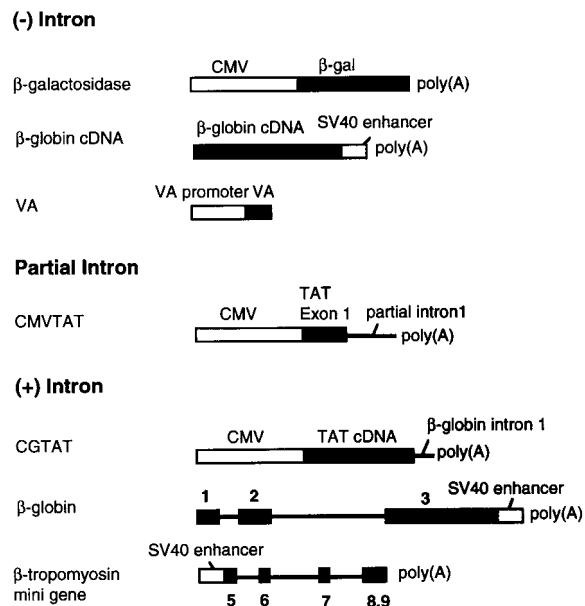 (-) Intron
CMV β-gal
β-galactosidase poly(A)
β-globin cDNA SV40 enhancer
β-globin cDNA poly(A)
VA promoter VA
VA
Partial Intron
TAT
CMV Exon 1 partial intron1
CMVTAT poly(A)
(+) Intron
β-globin intron 1
CMV TAT cDNA
CGTAT poly(A)
SV40 enhancer
1 2 3
β-globin poly(A)
SV40 enhancer
β-tropomyosin poly(A)
mini gene
5 6 7 8,9